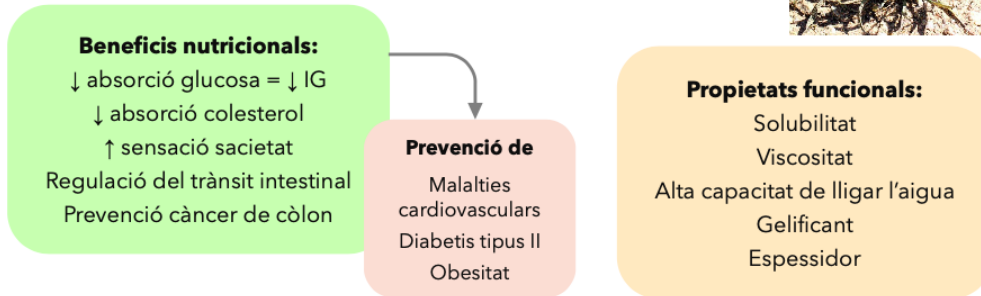 Beneficis nutricionals:
↓ absorció glucosa = ↓ IG
↓ absorció colesterol
↑ sensació sacietat
Regulació del trànsit intestinal
Prevenció càncer de còlon
Prevenció de
Malalties
cardiovasculars
Diabetis tipus II
Obesitat
Propietats funcionals:
Solubilitat
Viscositat
Alta capacitat de lligar l’aigua
Gelificant
Espessidor